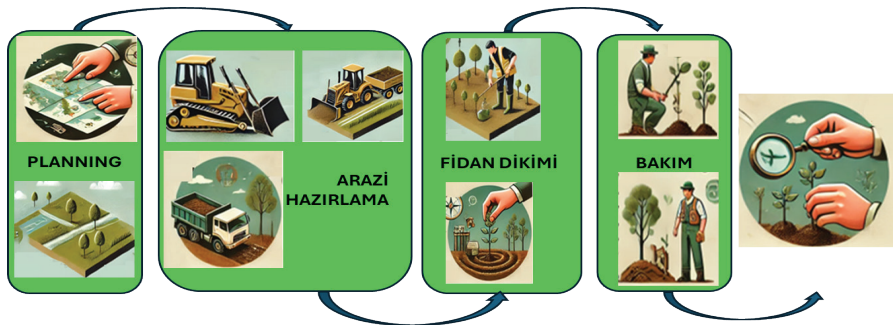 PLANNING
ARAZİ
HAZIRLAMA
FİDAN DİKİMİ
BAKIM